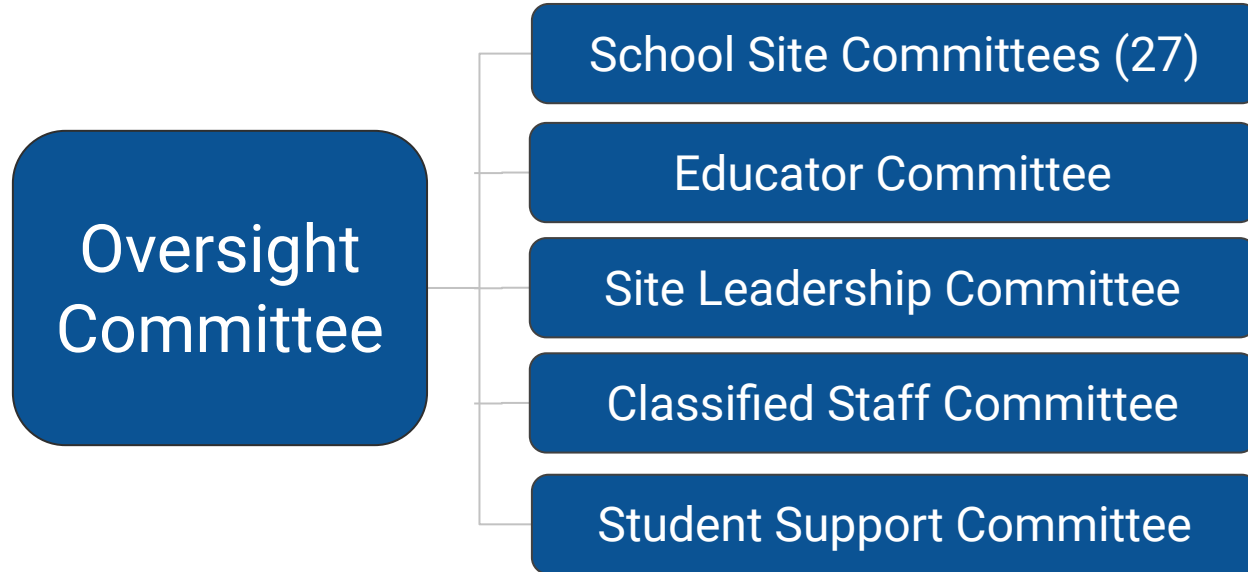 Oversight
Committee
School Site Committees (27)
Educator Committee
Site Leadership Committee
Classified Staff Committee
Student Support Committee